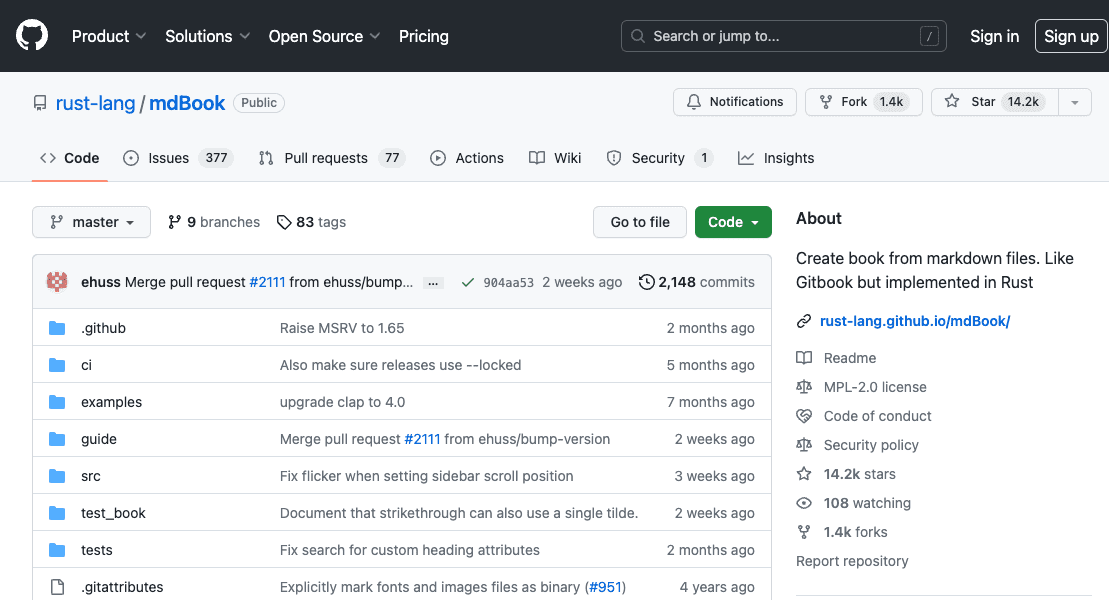 Product Solutions Open Source Pricing Search or jump to... / Sign in Sign up
rust-lang / mdBook Public Notifications Fork 1.4k Star 14.2k
Code Issues 377 Pull requests 77 Actions Wiki Security 1 Insights
master 9 branches 83 tags Go to file Code
ehuss Merge pull request #2111 from ehuss/bump... ... 904aa53 2 weeks ago 2,148 commits
.github Raise MSRV to 1.65 2 months ago
ci Also make sure releases use --locked 5 months ago
examples upgrade clap to 4.0 7 months ago
guide Merge pull request #2111 from ehuss/bump-version 2 weeks ago
src Fix flicker when setting sidebar scroll position 3 weeks ago
test_book Document that strikethrough can also use a single tilde. 2 weeks ago
tests Fix search for custom heading attributes 2 months ago
.gitattributes Explicitly mark fonts and images files as binary (#951) 4 years ago
About
Create book from markdown files. Like
Gitbook but implemented in Rust
rust-lang.github.io/mdBook/
Readme
MPL-2.0 license
Code of conduct
Security policy
14.2k stars
108 watching
1.4k forks
Report repository